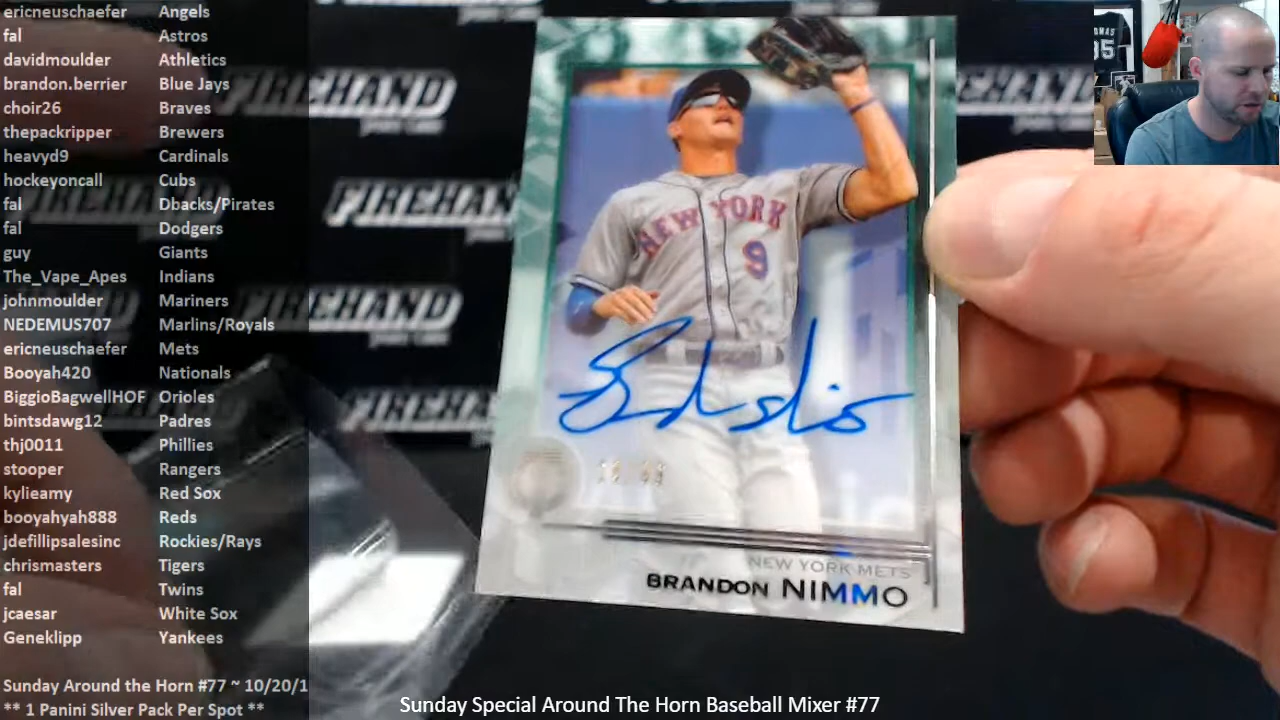 ericneuschaefer Angels
fal Astros
davidmoulder Athletics
brandon.berrier Blue Jays
choir26 Braves
thepackripper Brewers
heavyd9 Cardinals
hockeyoncall Cubs
fal Dbacks/Pirates
fal Dodgers
guy Giants
The_Vape_Apes Indians
johnmoulder Mariners
NEDEMUS707 Marlins/Royals
ericneuschaefer Mets
Booyah420 Nationals
BiggioBagwellHOF Orioles
bintsdawg12 Padres
thj0011 Phillies
stooper Rangers
kylieamy Red Sox
booyahyah888 Reds
jdefillipsalesinc Rockies/Rays
chrismasters Tigers
fal Twins
jcaesar White Sox
Geneklipp Yankees
Sunday Around the Horn #77 ~ 10/20/1
** 1 Panini Silver Pack Per Spot **
FIREHAND
FIREHAND
FIREHAND
NEW YORK
9
NEW YORK METS
BRANDON NIMMO
35
Sunday Special Around The Horn Baseball Mixer #77